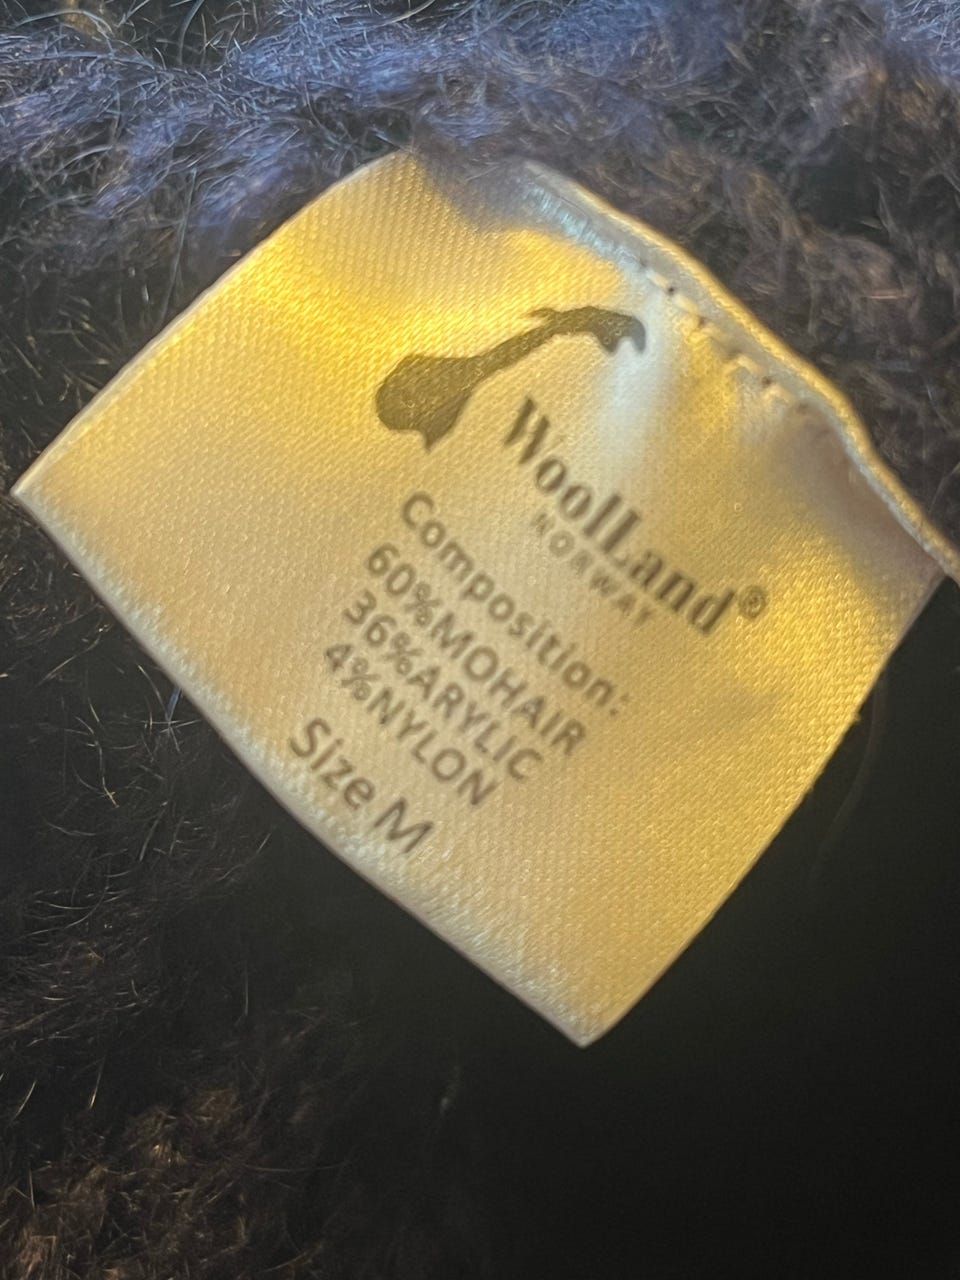 WoolLand®
NORWAY
Composition:
60%MOHAIR
36%ARYLIC
4%NYLON
Size M